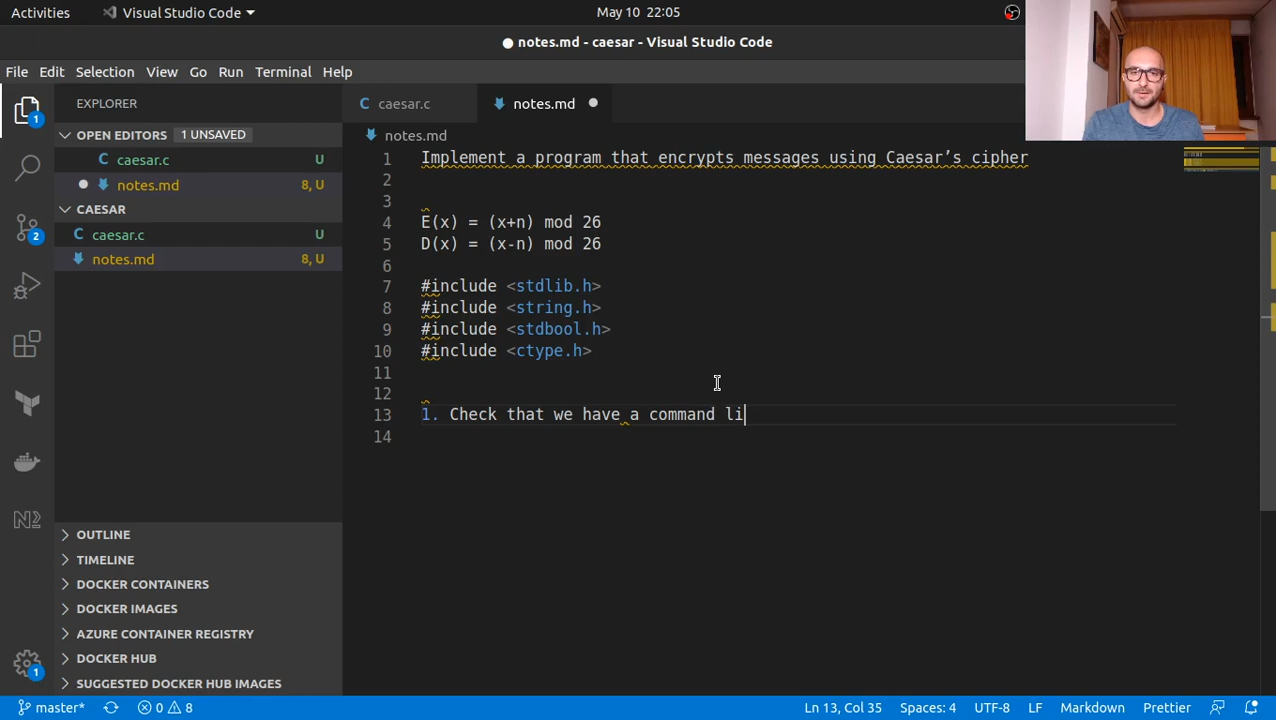 Activities Visual Studio Code May 10 22:05
notes.md - caesar - Visual Studio Code
File Edit Selection View Go Run Terminal Help
EXPLORER
caesar.c notes.md
OPEN EDITORS 1 UNSAVED
notes.md
caesar.c U
notes.md 8, U
CAESAR
caesar.c U
notes.md 8, U
1
2
1 Implement a program that encrypts messages using Caesar’s cipher
2
3
4 E(x) = (x+n) mod 26
5 D(x) = (x-n) mod 26
6
7 #include <stdlib.h>
8 #include <string.h>
9 #include <stdbool.h>
10 #include <ctype.h>
11
12
13 1. Check that we have a command li
14
OUTLINE
TIMELINE
DOCKER CONTAINERS
DOCKER IMAGES
AZURE CONTAINER REGISTRY
DOCKER HUB
SUGGESTED DOCKER HUB IMAGES
1
master* 0 8 Ln 13, Col 35 Spaces: 4 UTF-8 LF Markdown Prettier